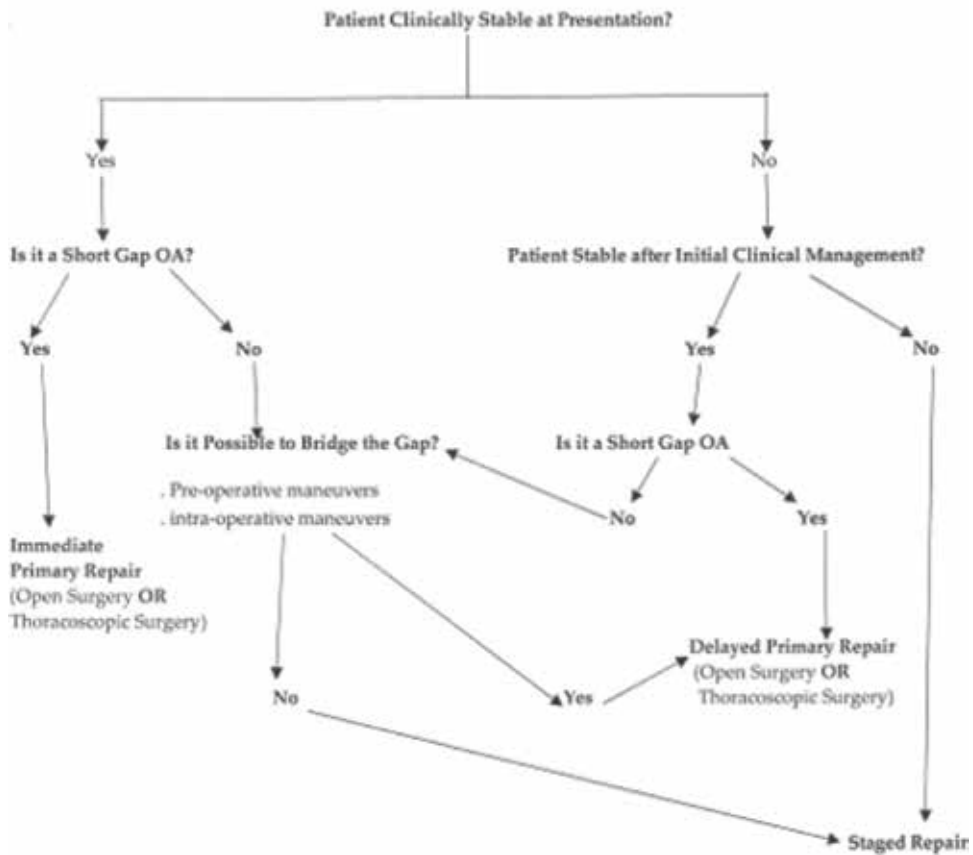 Patient Clinically Stable at Presentation?
Yes
No
Is it a Short Gap OA?
Patient Stable after Initial Clinical Management?
Yes
No
Yes
No
Is it Possible to Bridge the Gap?
Is it a Short Gap OA
. Pre-operative maneuvers
. intra-operative maneuvers
No
Yes
Immediate
Primary Repair
(Open Surgery OR
Thoracoscopic Surgery)
Delayed Primary Repair
(Open Surgery OR
Thoracoscopic Surgery)
No
Yes
Staged Repair